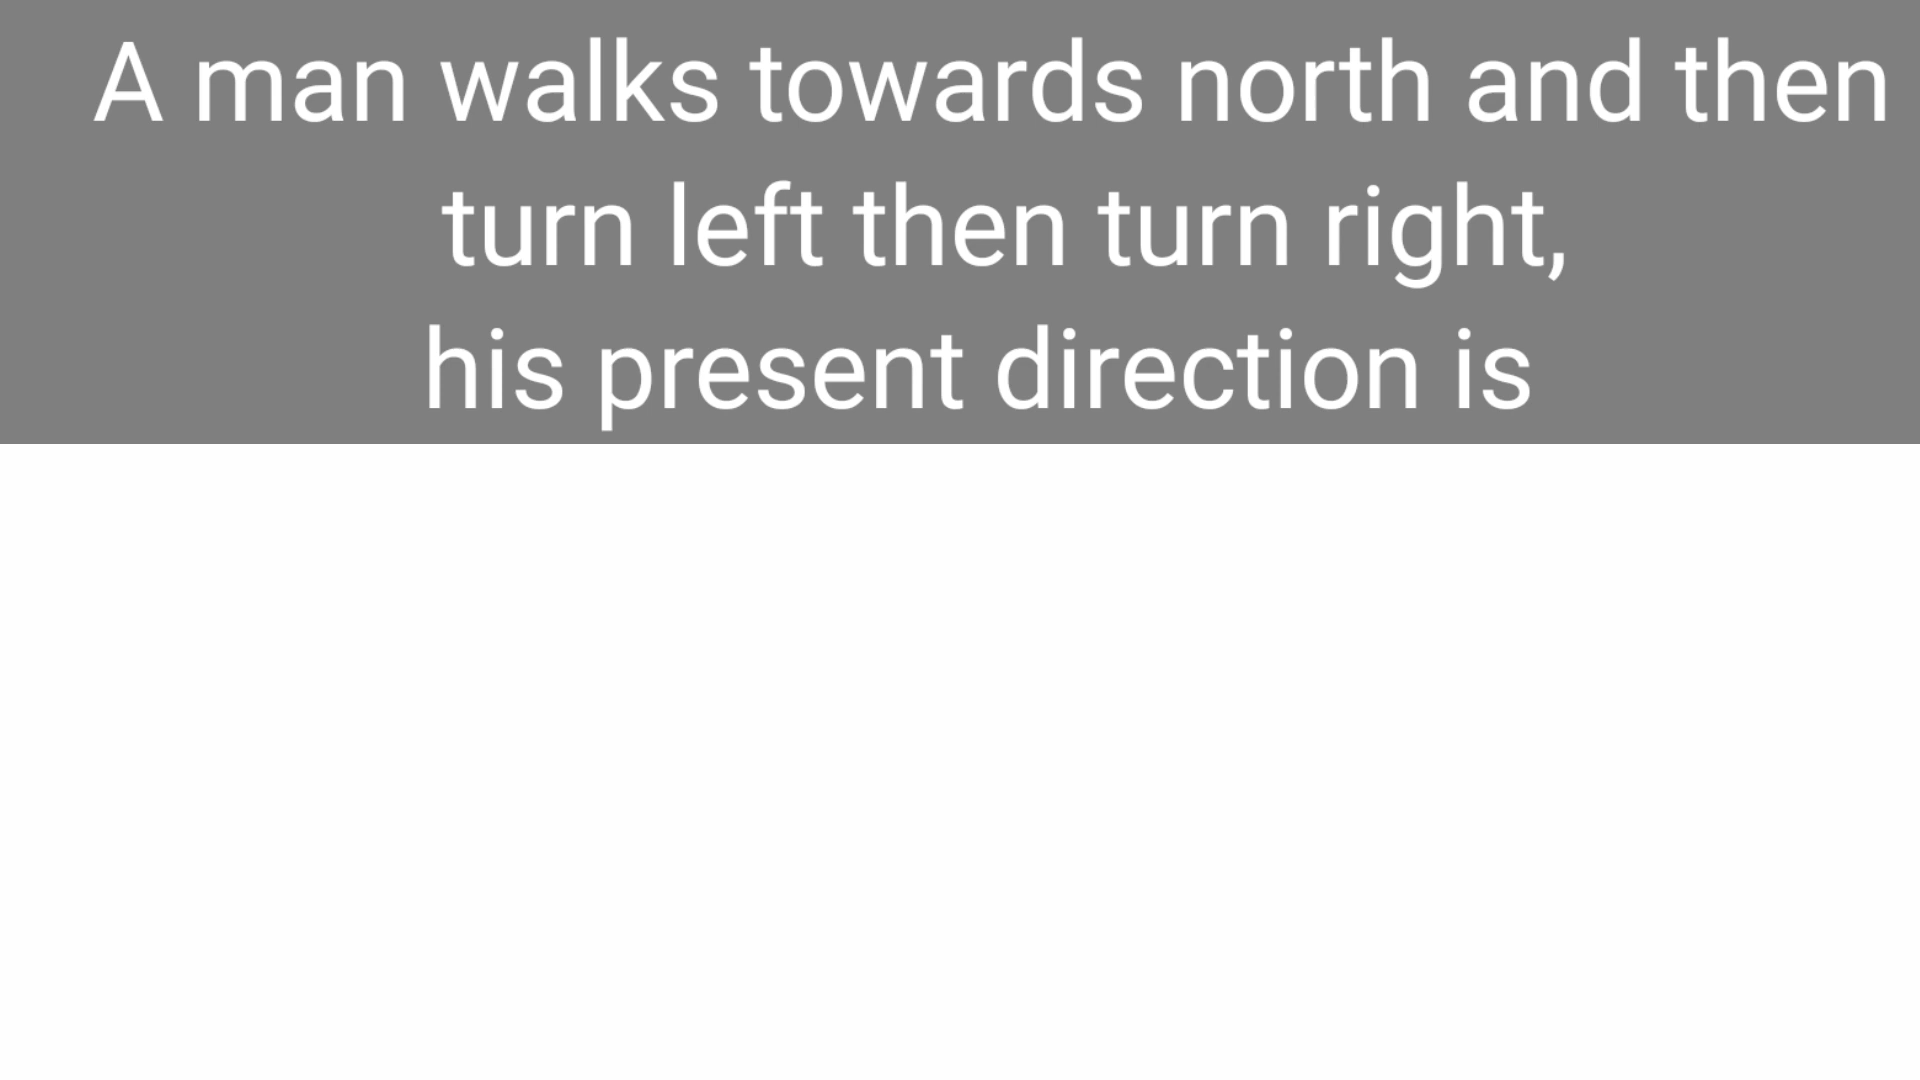 A man walks towards north and then
turn left then turn right,
his present direction is